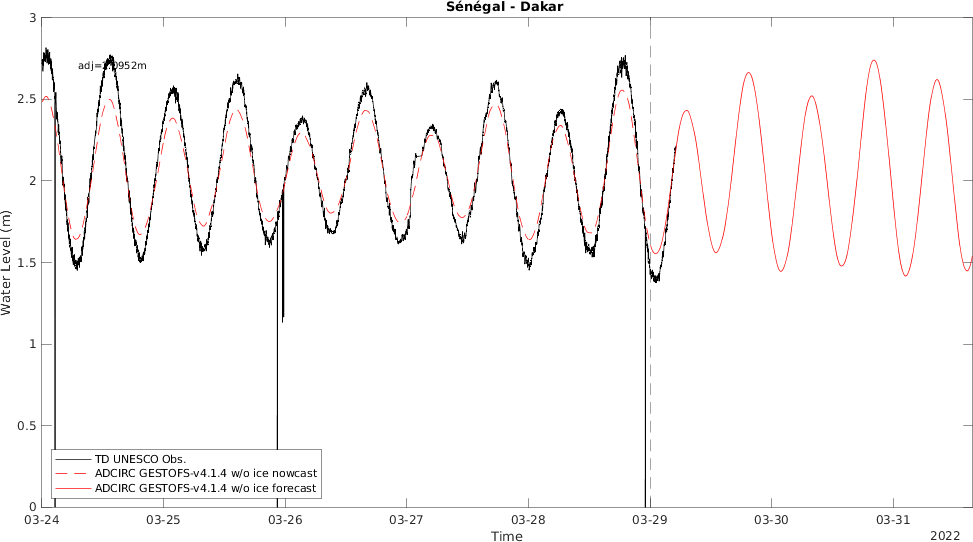 Sénégal - Dakar
3
2.5
2
1.5
1
0.5
0
Water Level (m)
TD UNESCO Obs.
ADCIRC GESTOFS-v4.1.4 w/o ice nowcast
ADCIRC GESTOFS-v4.1.4 w/o ice forecast
03-24
03-25
03-26
03-27
03-28
03-29
03-30
03-31
Time
2022